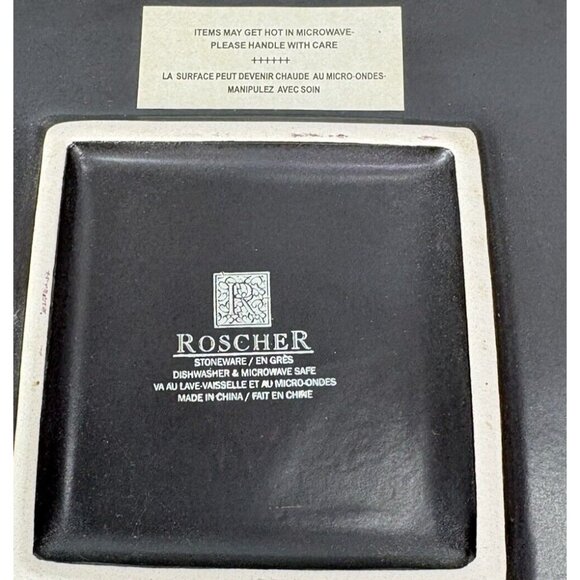 ITEMS MAY GET HOT IN MICROWAVE-
PLEASE HANDLE WITH CARE
++++++
LA SURFACE PEUT DEVENIR CHAUDE AU MICRO-ONDES-
MANIPULEZ AVEC SOIN
R
ROSCHER
STONEWARE / EN GRÈS
DISHWASHER & MICROWAVE SAFE
VA AU LAVE-VAISSELLE ET AU MICRO-ONDES
MADE IN CHINA / FAIT EN CHINE